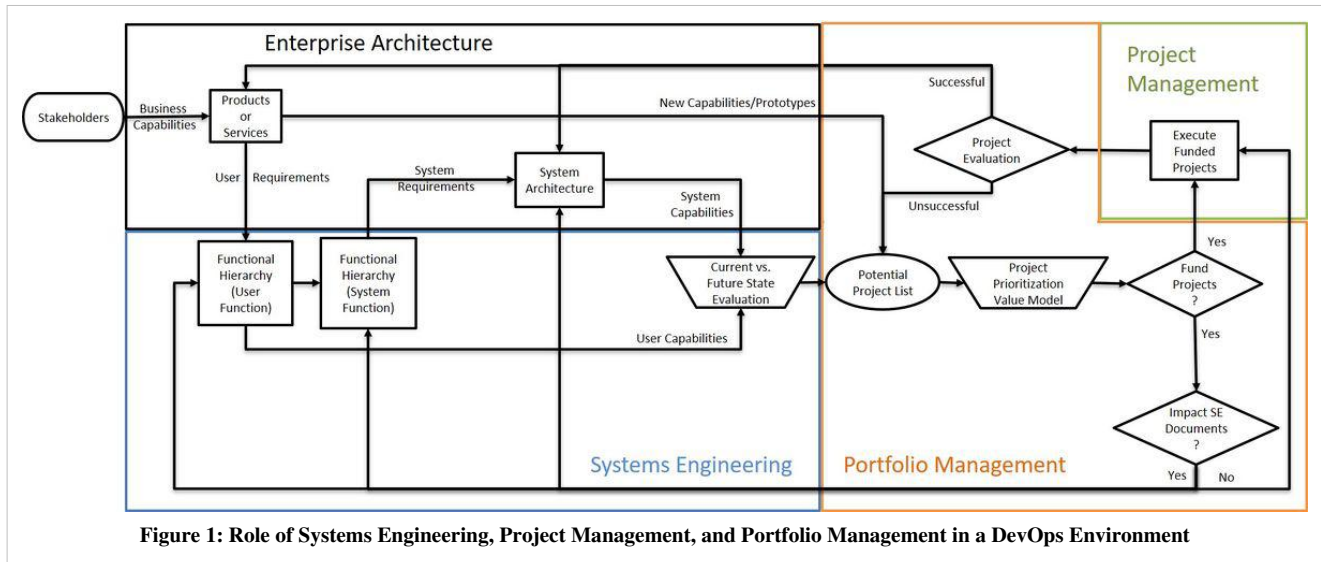 Enterprise Architecture
Project
Management
Stakeholders
Business
Capabilities
Products
or
Services
New Capabilities/Prototypes
Successful
Project
Evaluation
Execute
Funded
Projects
User Requirements
System
Requirements
System
Architecture
System
Capabilities
Unsuccessful
Functional
Hierarchy
(User
Function)
Functional
Hierarchy
(System
Function)
Current vs.
Future State
Evaluation
Potential
Project List
Project
Prioritization
Value Model
Yes
Fund
Projects
?
User Capabilities
Yes
Impact SE
Documents
?
Systems Engineering
Portfolio Management
Yes
No
Figure 1: Role of Systems Engineering, Project Management, and Portfolio Management in a DevOps Environment